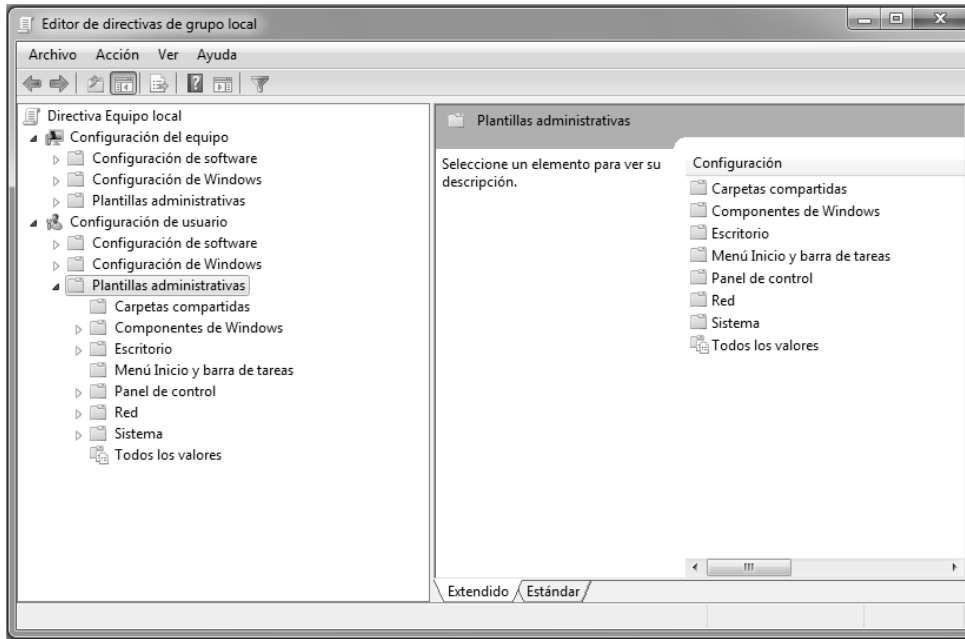 Editor de directivas de grupo local
Archivo Acción Ver Ayuda
Directiva Equipo local
Configuración del equipo
Configuración de software
Configuración de Windows
Plantillas administrativas
Configuración de usuario
Configuración de software
Configuración de Windows
Plantillas administrativas
Carpetas compartidas
Componentes de Windows
Escritorio
Menú Inicio y barra de tareas
Panel de control
Red
Sistema
Todos los valores
Plantillas administrativas
Seleccione un elemento para ver su
descripción.
Configuración
Carpetas compartidas
Componentes de Windows
Escritorio
Menú Inicio y barra de tareas
Panel de control
Red
Sistema
Todos los valores
Extendido Estándar